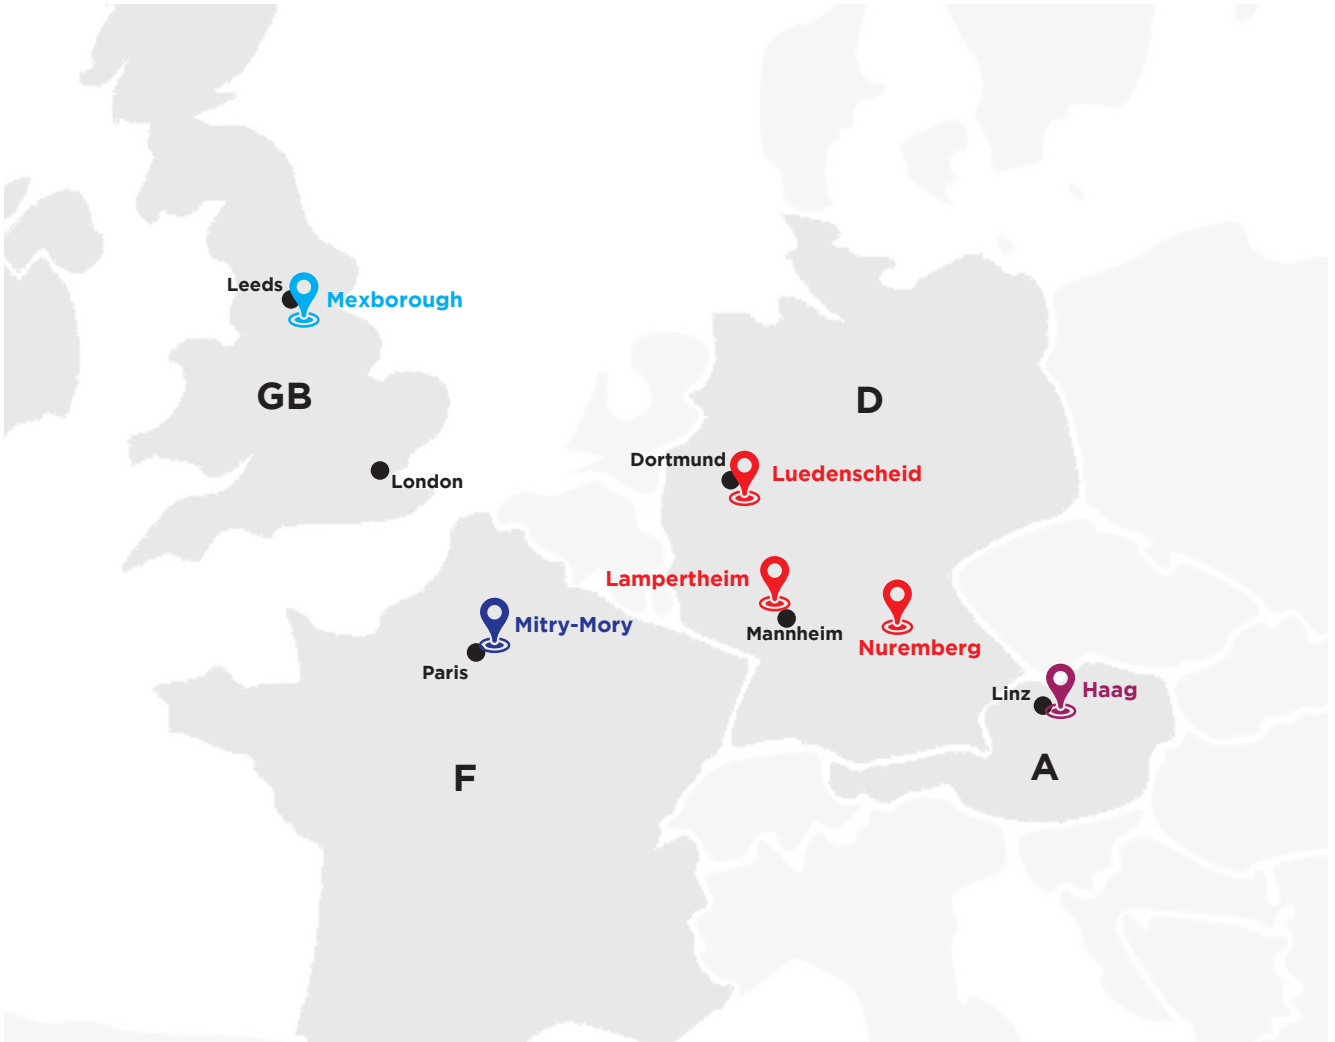 Leeds
Mexborough
GB
London
D
Dortmund
Luedenscheid
Lampertheim
Mannheim
Nuremberg
Mitry-Mory
Paris
Linz
Haag
F
A